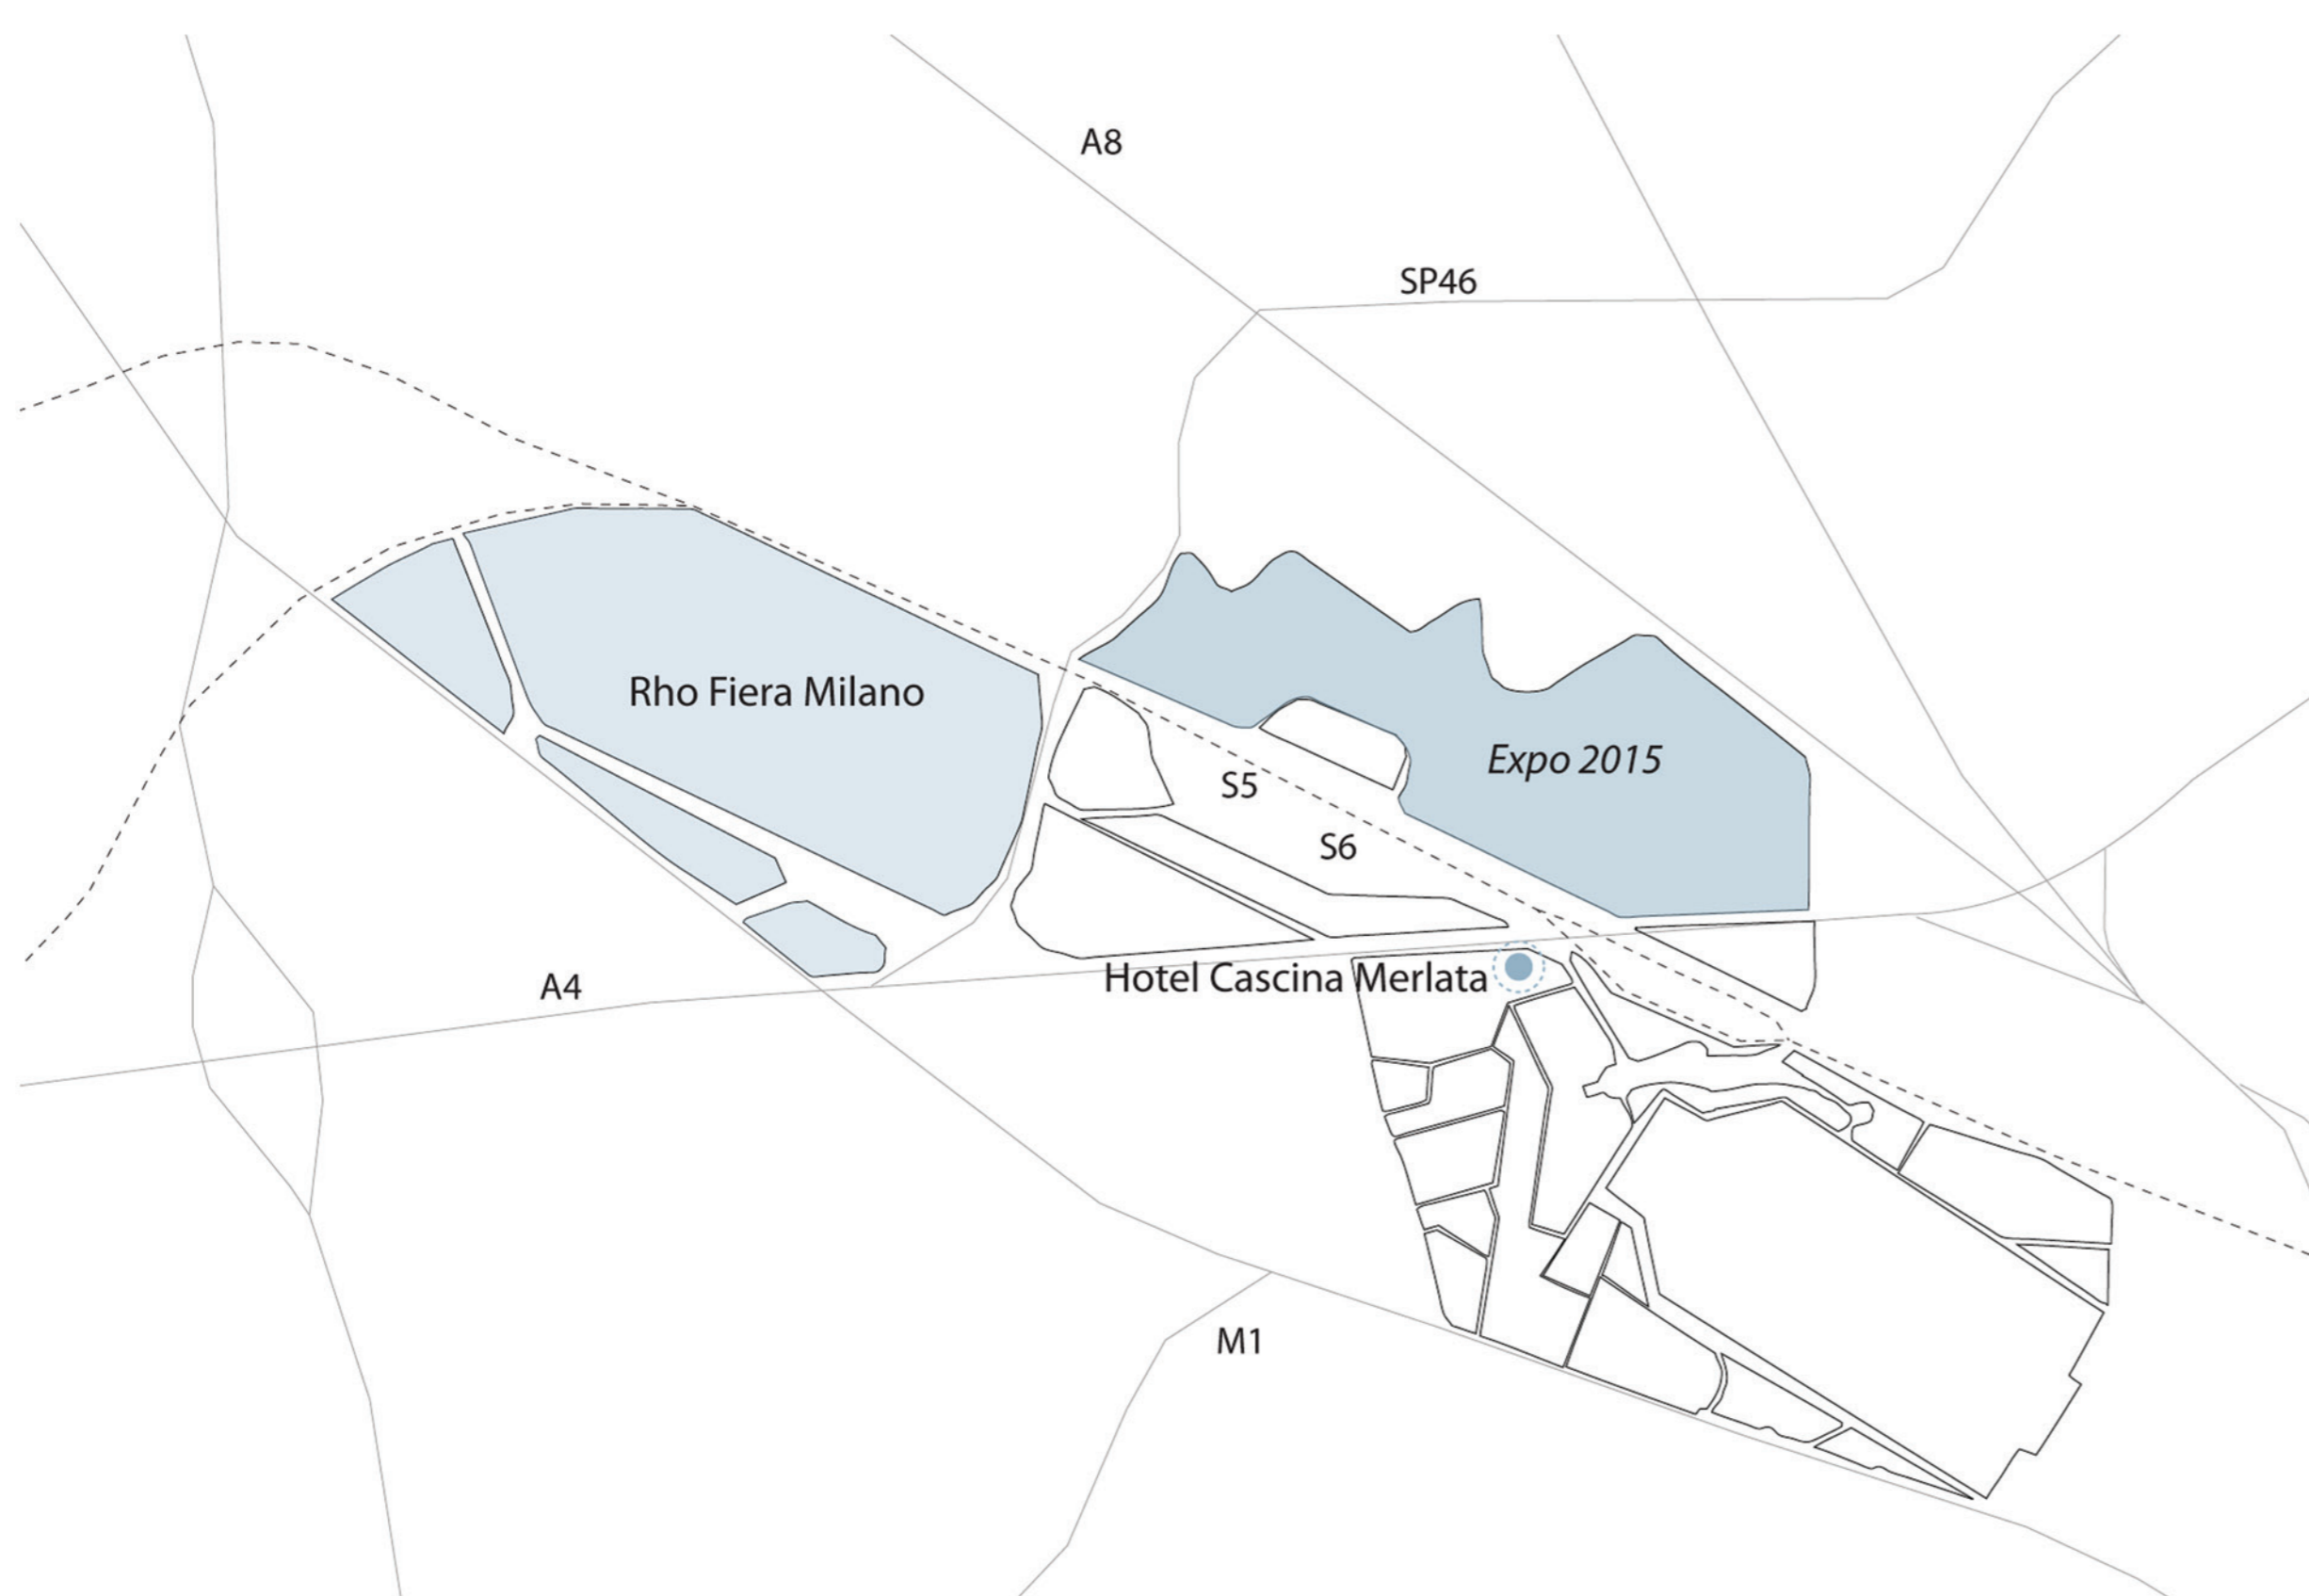 A8
SP46
Rho Fiera Milano
Expo 2015
S5
S6
Hotel Cascina Merlata
A4
M1